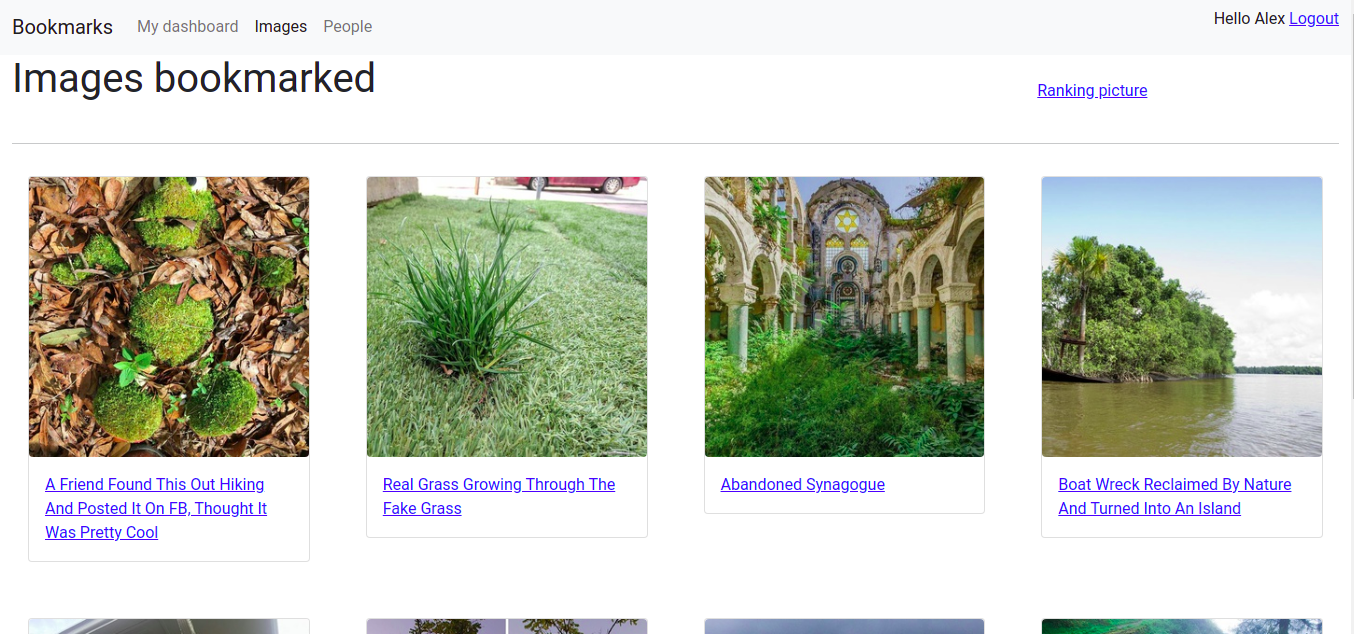 Bookmarks My dashboard Images People Hello Alex Logout
Images bookmarked
Ranking picture
A Friend Found This Out Hiking
And Posted It On FB, Thought It
Was Pretty Cool
Real Grass Growing Through The
Fake Grass
Abandoned Synagogue
Boat Wreck Reclaimed By Nature
And Turned Into An Island